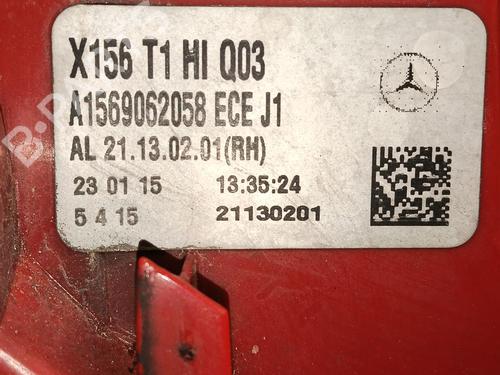 X156 T1 HI Q03
A1569062058 ECE J1
AL 21.13.02.01(RH)
23 01 15 13:35:24
5 4 15 21130201